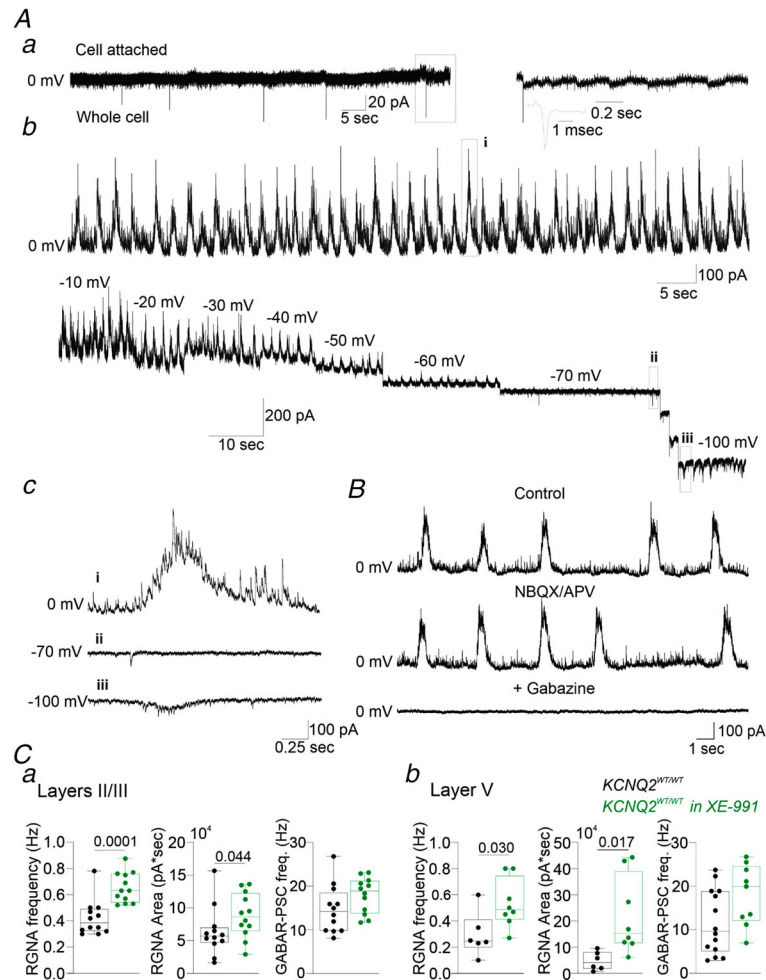 A
a
Cell attached
0 mV
20 pA
5 sec
0.2 sec
1 msec
Whole cell
b
i
0 mV
100 pA
5 sec
-10 mV
-20 mV
-30 mV
-40 mV
-50 mV
-60 mV
-70 mV
ii
iii
-100 mV
200 pA
10 sec
c
i
0 mV
ii
-70 mV
iii
-100 mV
100 pA
0.25 sec
B
Control
0 mV
NBQX/APV
0 mV
+ Gabazine
0 mV
100 pA
1 sec
C
a
Layers II/III
RGNA frequency (Hz)
1.0
0.8
0.6
0.4
0.2
0.0
0.0001
RGNA Area (pA*sec)
10⁴
20
15
10
5
0
0.044
GABAR-PSC freq. (Hz)
30
20
10
0
b
Layer V
KCNQ2^WT/WT
KCNQ2^WT/WT in XE-991
RGNA frequency (Hz)
1.0
0.8
0.6
0.4
0.2
0.0
0.030
RGNA Area (pA*sec)
10⁴
50
40
30
20
10
0
0.017
GABAR-PSC freq. (Hz)
30
20
10
0